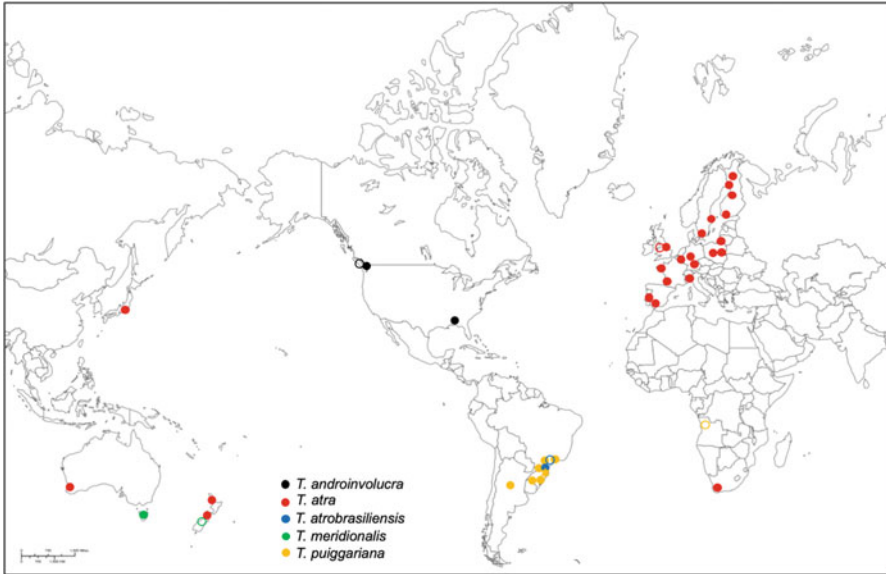 T. androinvolucra
T. atra
T. atrobrasiliensis
T. meridionalis
T. puiggariana